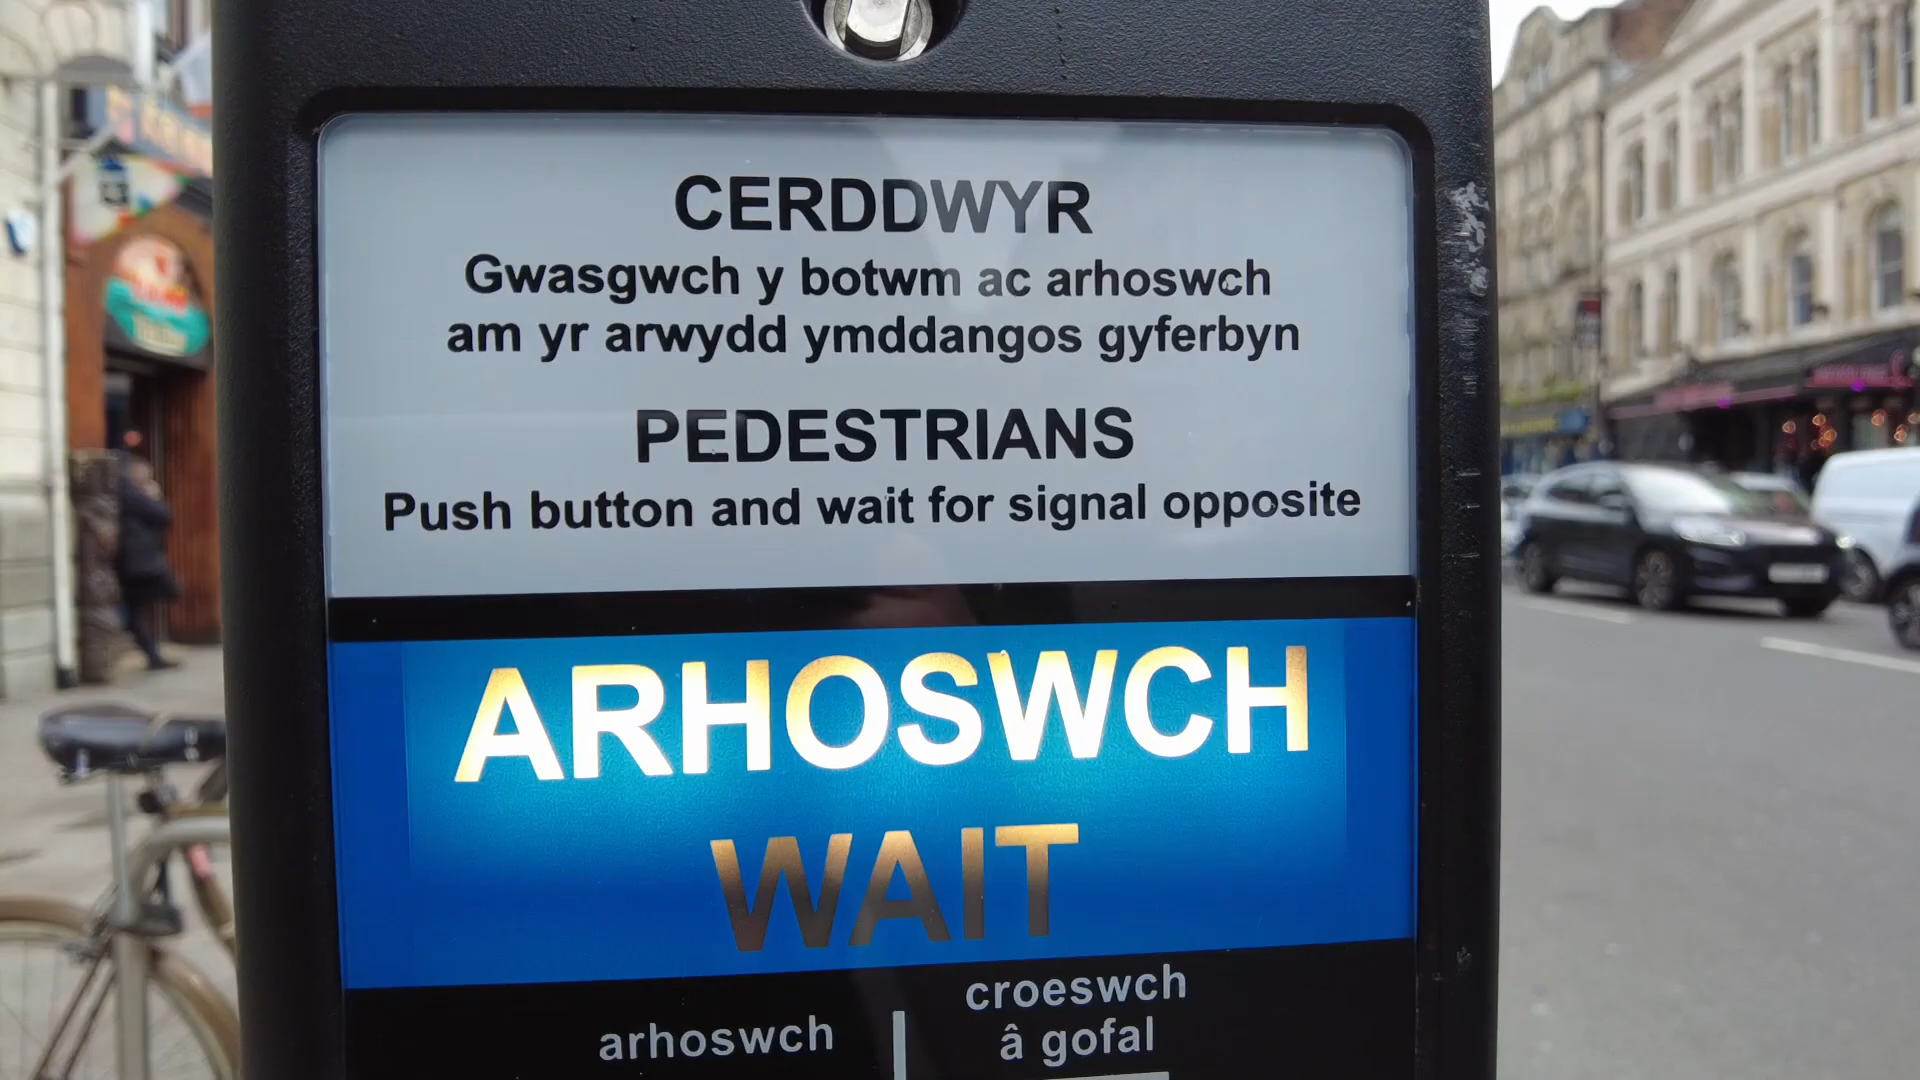 CERDDWYR
Gwasgwch y botwm ac arhoswch
am yr arwydd ymddangos gyferbyn
PEDESTRIANS
Push button and wait for signal opposite
ARHOSWCH
WAIT
arhoswch
croeswch
â gofal